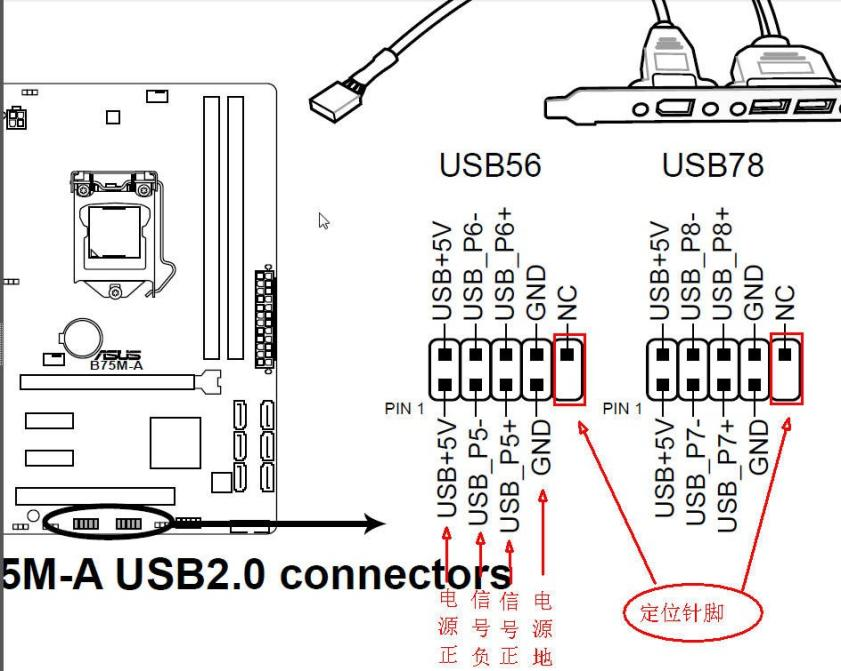 USB56
USB78
USB+5V
USB_P6-
USB_P6+
GND
NC
USB+5V
USB_P8-
USB_P8+
GND
NC
ASUS
B75M-A
PIN 1
PIN 1
USB+5V
USB_P5-
USB_P5+
GND
USB+5V
USB_P7-
USB_P7+
GND
5M-A USB2.0 connectors
电源正
信号负
信号正
电源地
定位针脚